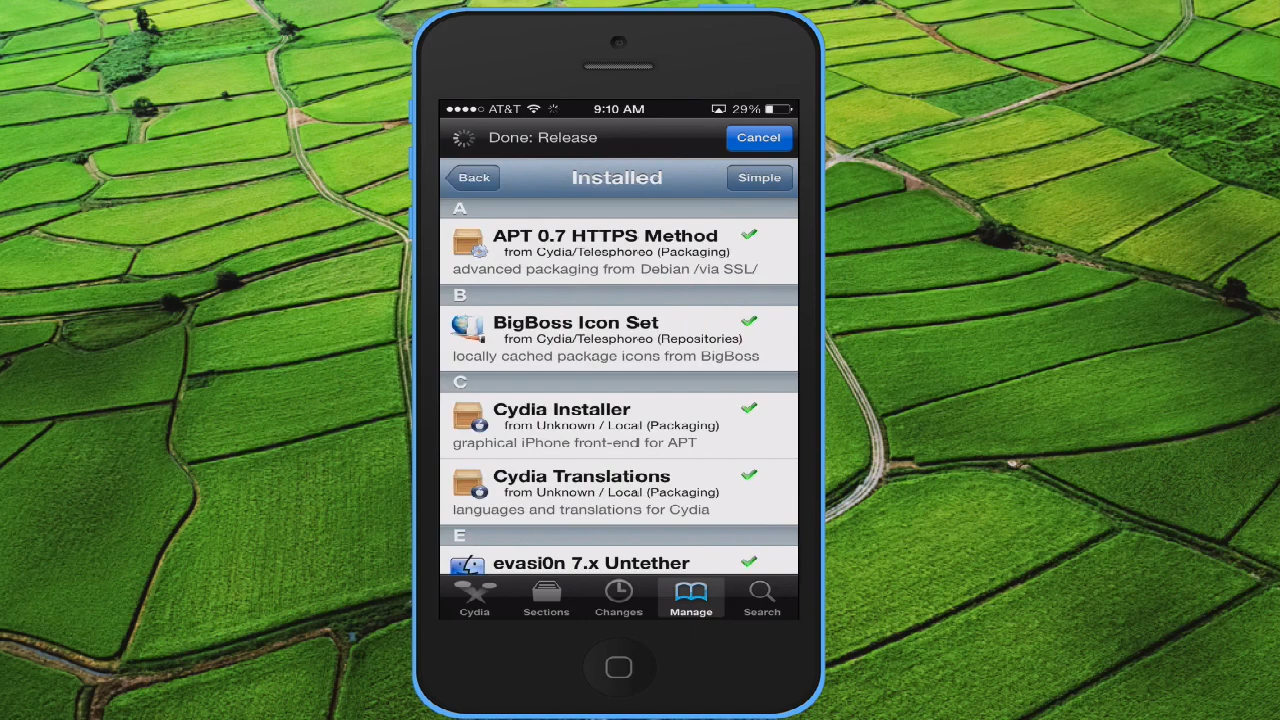 AT&T 9:10 AM 29%
Done: Release Cancel
Back Installed Simple
A
APT 0.7 HTTPS Method
from Cydia/Telesphoreo (Packaging)
advanced packaging from Debian /via SSL/
B
BigBoss Icon Set
from Cydia/Telesphoreo (Repositories)
locally cached package icons from BigBoss
C
Cydia Installer
from Unknown / Local (Packaging)
graphical iPhone front-end for APT
Cydia Translations
from Unknown / Local (Packaging)
languages and translations for Cydia
E
evasi0n 7.x Untether
Cydia Sections Changes Manage Search